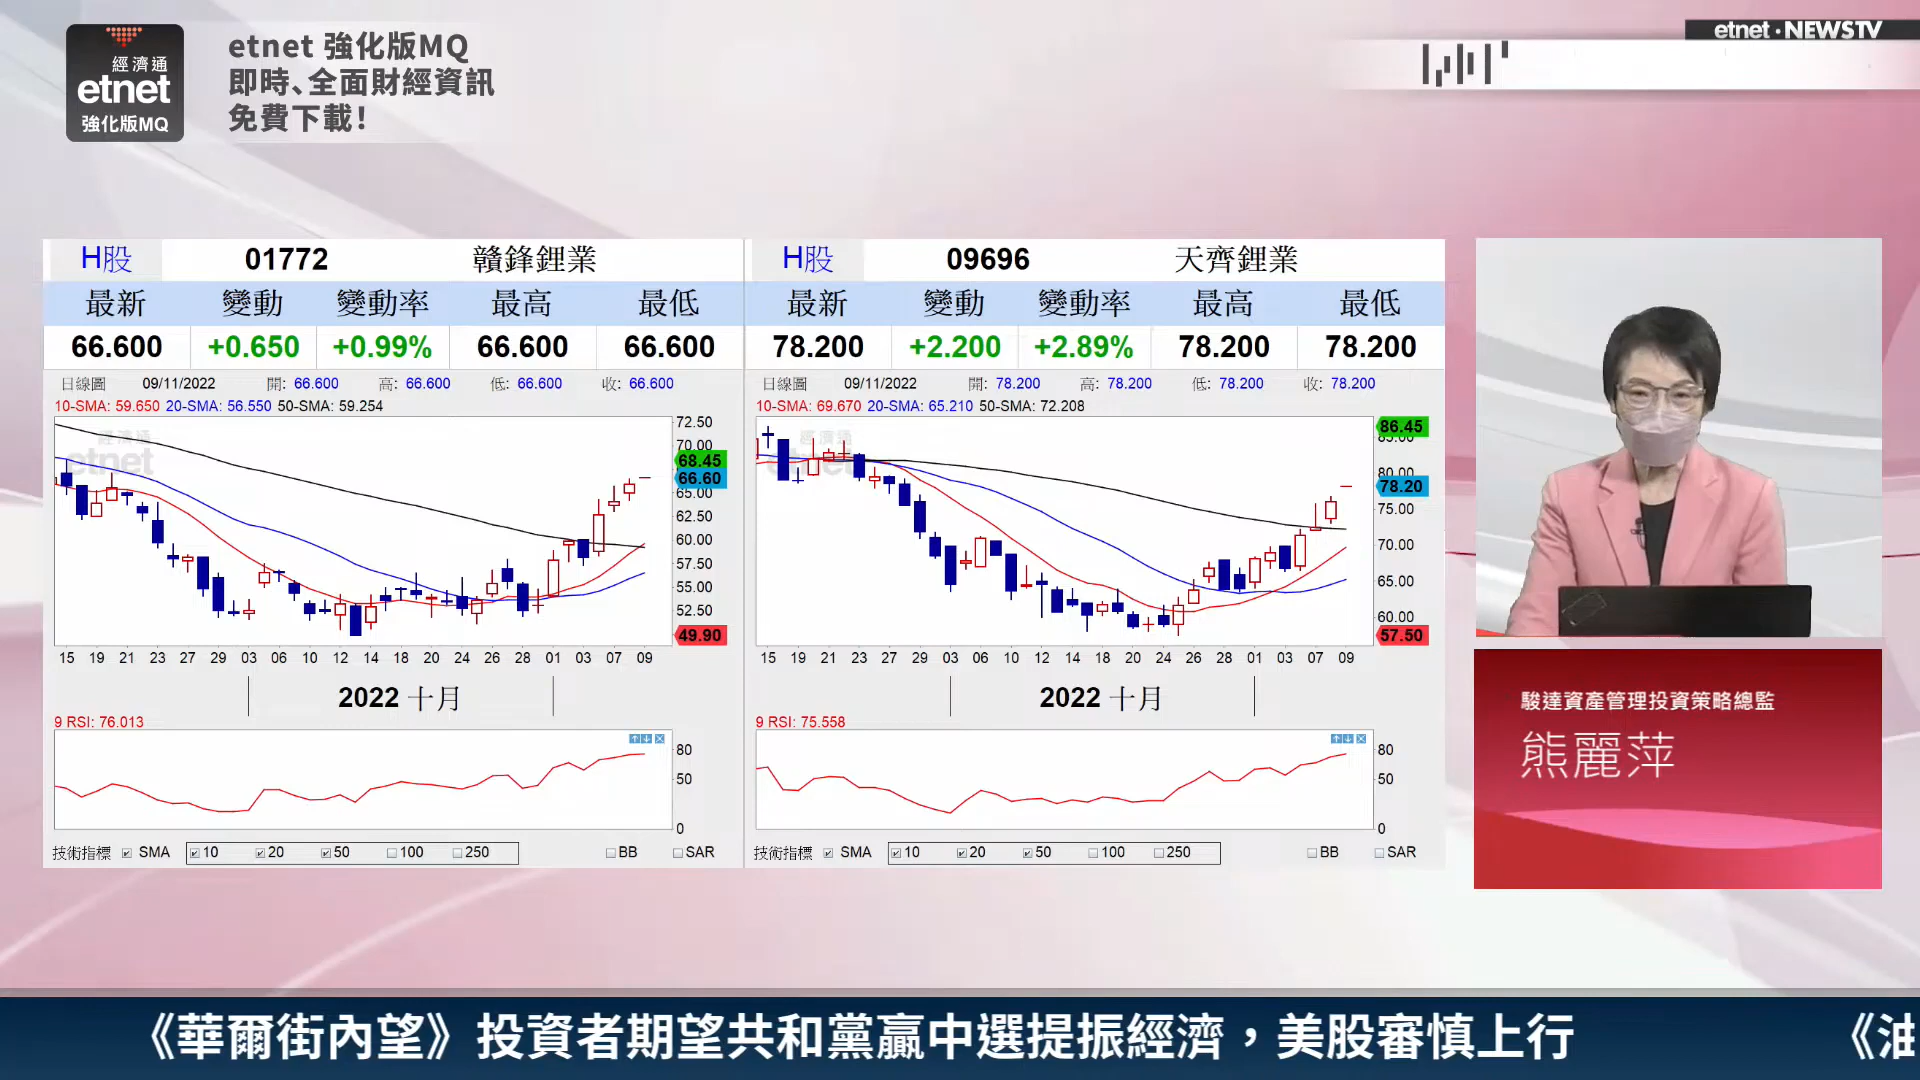 經濟通
etnet
強化版MQ
etnet 強化版MQ
即時、全面財經資訊
免費下載！
etnet · NEWSTV
H股 01772 贛鋒鋰業
最新 變動 變動率 最高 最低
66.600 +0.650 +0.99% 66.600 66.600
日線圖 09/11/2022 開: 66.600 高: 66.600 低: 66.600 收: 66.600
10-SMA: 59.650 20-SMA: 56.550 50-SMA: 59.254
經濟通
etnet
72.50
70.00
68.45
66.60
65.00
62.50
60.00
57.50
55.00
52.50
49.90
15 19 21 23 27 29 03 06 10 12 14 18 20 24 26 28 01 03 07 09
2022 十月
9 RSI: 76.013
80
50
0
技術指標 SMA 10 20 50 100 250 BB SAR
H股 09696 天齊鋰業
最新 變動 變動率 最高 最低
78.200 +2.200 +2.89% 78.200 78.200
日線圖 09/11/2022 開: 78.200 高: 78.200 低: 78.200 收: 78.200
10-SMA: 69.670 20-SMA: 65.210 50-SMA: 72.208
經濟通
etnet
86.45
85.00
80.00
78.20
75.00
70.00
65.00
60.00
57.50
15 19 21 23 27 29 03 06 10 12 14 18 20 24 26 28 01 03 07 09
2022 十月
9 RSI: 75.558
80
50
0
技術指標 SMA 10 20 50 100 250 BB SAR
駿達資產管理投資策略總監
熊麗萍
《華爾街內望》投資者期望共和黨贏中選提振經濟，美股審慎上行 《油